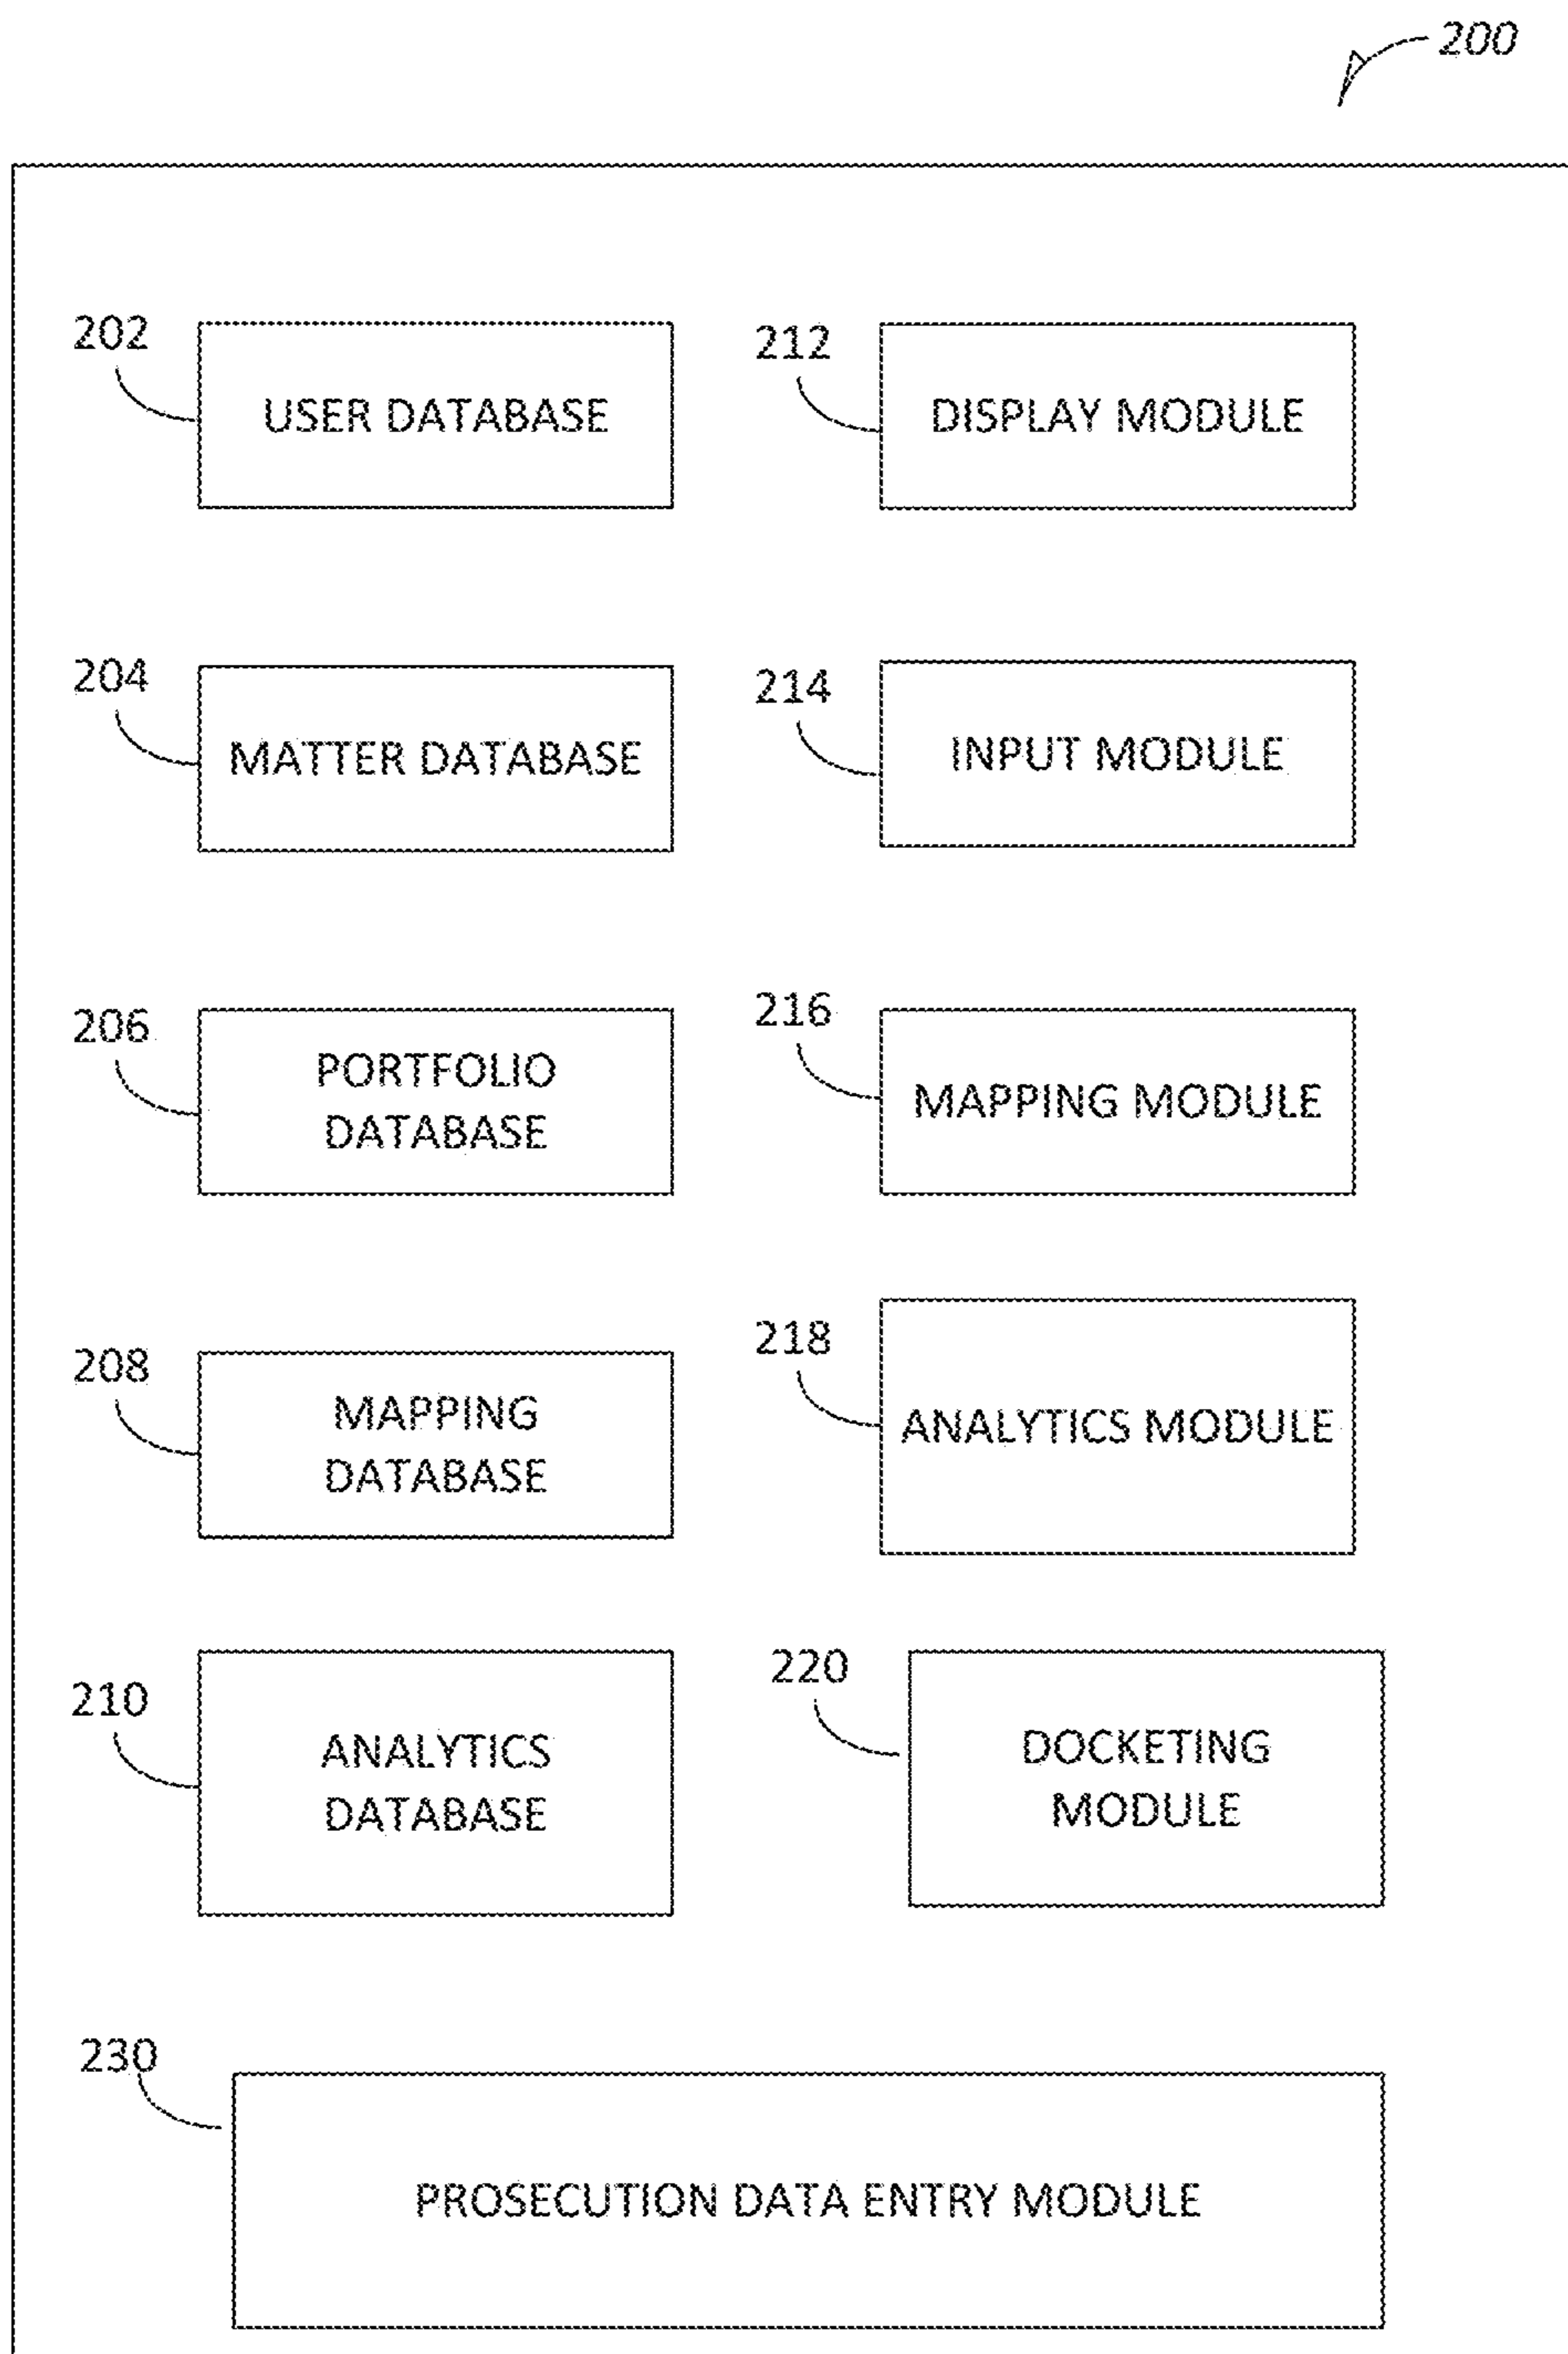 200
202
USER DATABASE
212
DISPLAY MODULE
204
MATTER DATABASE
214
INPUT MODULE
206
PORTFOLIO
DATABASE
216
MAPPING MODULE
208
MAPPING
DATABASE
218
ANALYTICS MODULE
210
ANALYTICS
DATABASE
220
DOCKETING
MODULE
230
PROSECUTION DATA ENTRY MODULE